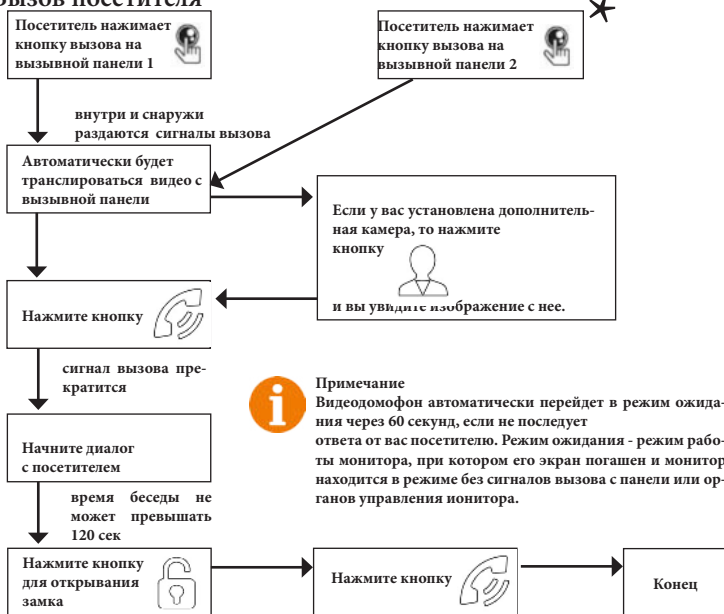 Вызов посетителя
Посетитель нажимает
кнопку вызова на
вызывной панели 1
Посетитель нажимает
кнопку вызова на
вызывной панели 2
внутри и снаружи
раздаются сигналы вызова
Автоматически будет
транслироваться видео с
вызывной панели
Если у вас установлена дополнитель-
ная камера, то нажмите
кнопку
и вы увидите изображение с нее.
Нажмите кнопку
сигнал вызова пре-
кратится
Примечание
Видеодомофон автоматически перейдет в режим ожида-
ния через 60 секунд, если не последует
ответа от вас посетителю. Режим ожидания - режим рабо-
ты монитора, при котором его экран погашен и монитор
находится в режиме без сигналов вызова с панели или ор-
ганов управления ионитора.
Начните диалог
с посетителем
время беседы не
может превышать
120 сек
Нажмите кнопку
для открывания
замка
Нажмите кнопку
Конец